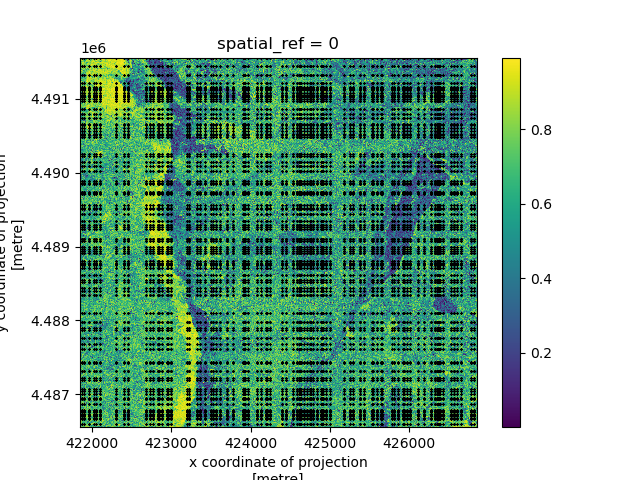 spatial_ref = 0
1e6
4.491
4.490
4.489
4.488
4.487
y coordinate of projection
[metre]
422000 423000 424000 425000 426000
x coordinate of projection
[metre]
0.8
0.6
0.4
0.2